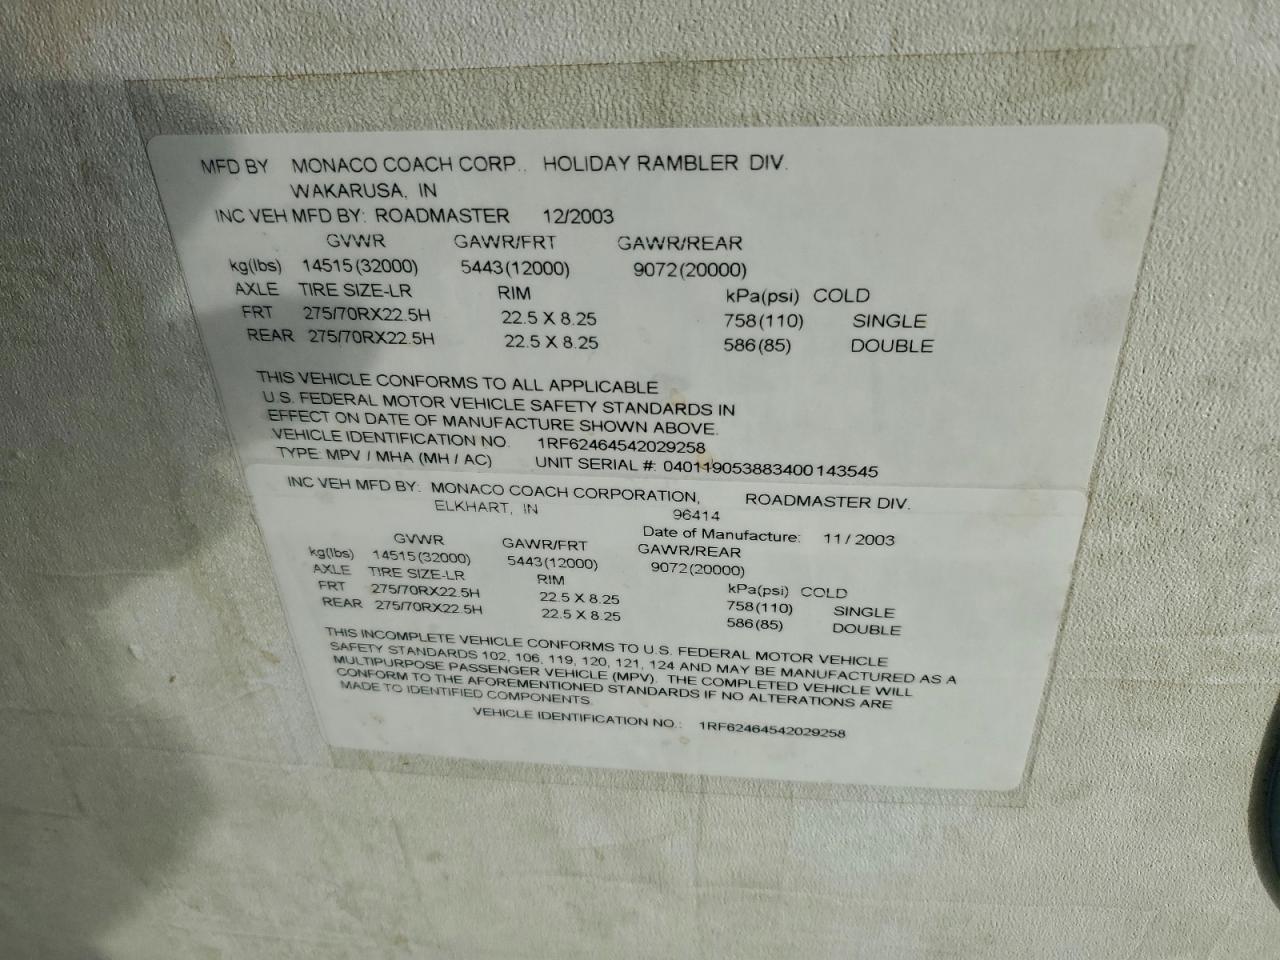 MFD BY MONACO COACH CORP., HOLIDAY RAMBLER DIV.
WAKARUSA, IN
INC VEH MFD BY: ROADMASTER 12/2003
GVWR GAWR/FRT GAWR/REAR
kg(lbs) 14515(32000) 5443(12000) 9072(20000)
AXLE TIRE SIZE-LR RIM kPa(psi) COLD
FRT 275/70RX22.5H 22.5 X 8.25 758(110) SINGLE
REAR 275/70RX22.5H 22.5 X 8.25 586(85) DOUBLE
THIS VEHICLE CONFORMS TO ALL APPLICABLE
U.S. FEDERAL MOTOR VEHICLE SAFETY STANDARDS IN
EFFECT ON DATE OF MANUFACTURE SHOWN ABOVE.
VEHICLE IDENTIFICATION NO. 1RF62464542029258
TYPE: MPV / MHA (MH / AC) UNIT SERIAL #: 040119053883400143545
INC VEH MFD BY: MONACO COACH CORPORATION, ROADMASTER DIV.
ELKHART, IN 96414
Date of Manufacture: 11 / 2003
GVWR GAWR/FRT GAWR/REAR
kg(lbs) 14515(32000) 5443(12000) 9072(20000)
AXLE TIRE SIZE-LR RIM kPa(psi) COLD
FRT 275/70RX22.5H 22.5 X 8.25 758(110) SINGLE
REAR 275/70RX22.5H 22.5 X 8.25 586(85) DOUBLE
THIS INCOMPLETE VEHICLE CONFORMS TO U.S. FEDERAL MOTOR VEHICLE
SAFETY STANDARDS 102, 106, 119, 120, 121, 124 AND MAY BE MANUFACTURED AS A
MULTIPURPOSE PASSENGER VEHICLE (MPV). THE COMPLETED VEHICLE WILL
CONFORM TO THE AFOREMENTIONED STANDARDS IF NO ALTERATIONS ARE
MADE TO IDENTIFIED COMPONENTS.
VEHICLE IDENTIFICATION NO.: 1RF62464542029258